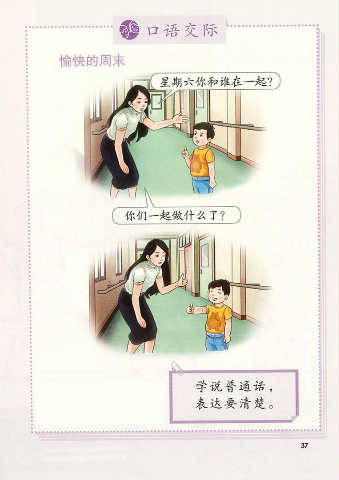 口语交际
愉快的周末
星期六你和谁在一起？
你们一起做什么了？
学说普通话，
表达要清楚。
37